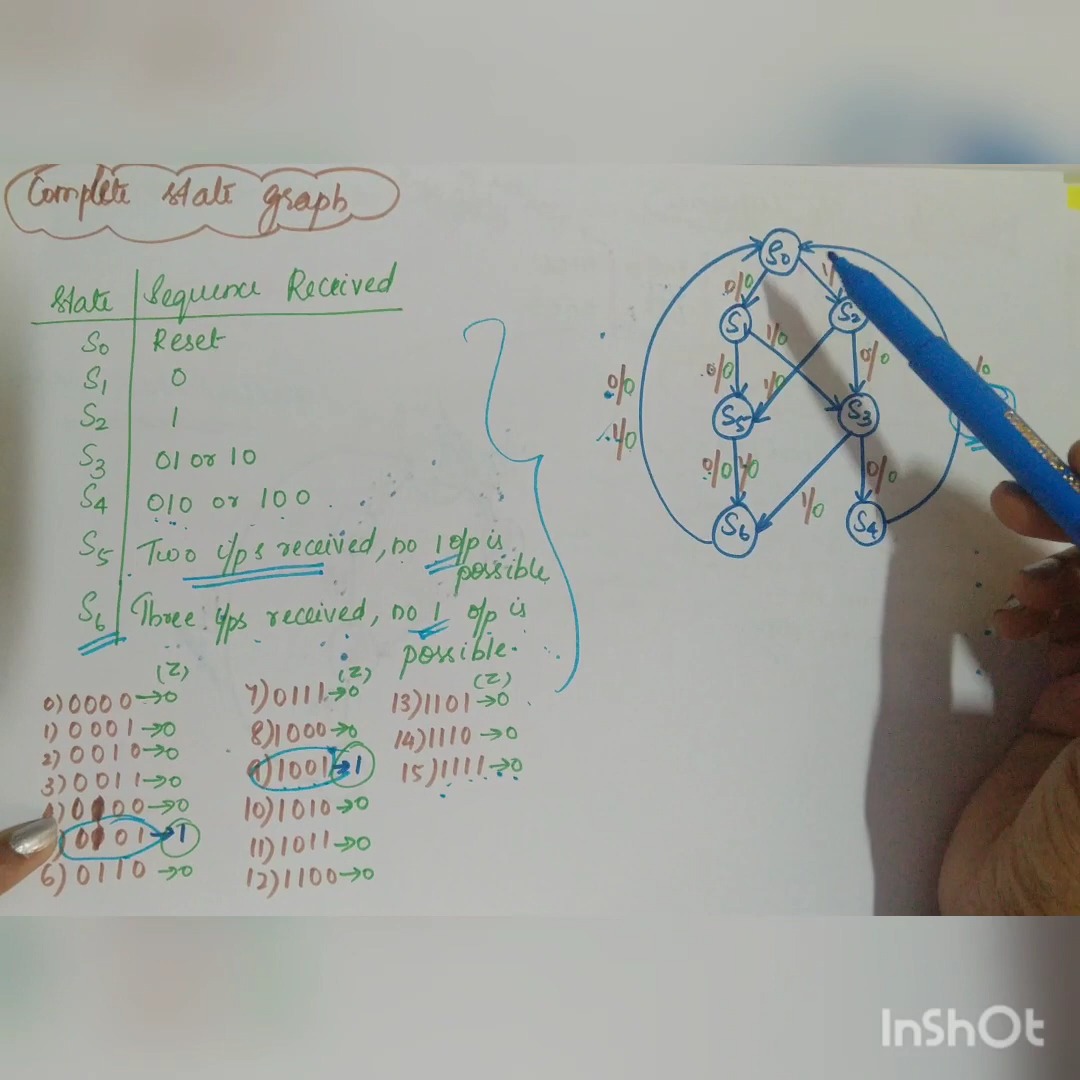 Complete state graph
State Sequence Received
S0 Reset
S1 0
S2 1
S3 01 or 10
S4 010 or 100
S5 Two i/ps received, no 1 o/p is
possible
S6 Three i/ps received, no 1 o/p is
possible.
(Z) (Z) (Z)
0) 0000→0 7) 0111→0 13) 1101→0
1) 0001→0 8) 1000→0 14) 1110→0
2) 0010→0 9) 1001→1 15) 1111→0
3) 0011→0 10) 1010→0
0100→0 11) 1011→0
0101→1 12) 1100→0
6) 0110→0
S0
0/0
S1 S2
1/0
0/0 1/0 0/0
0/0
1/0
S5 S3
0/0 1/0 0/0
1/0
S6 S4
InShOt